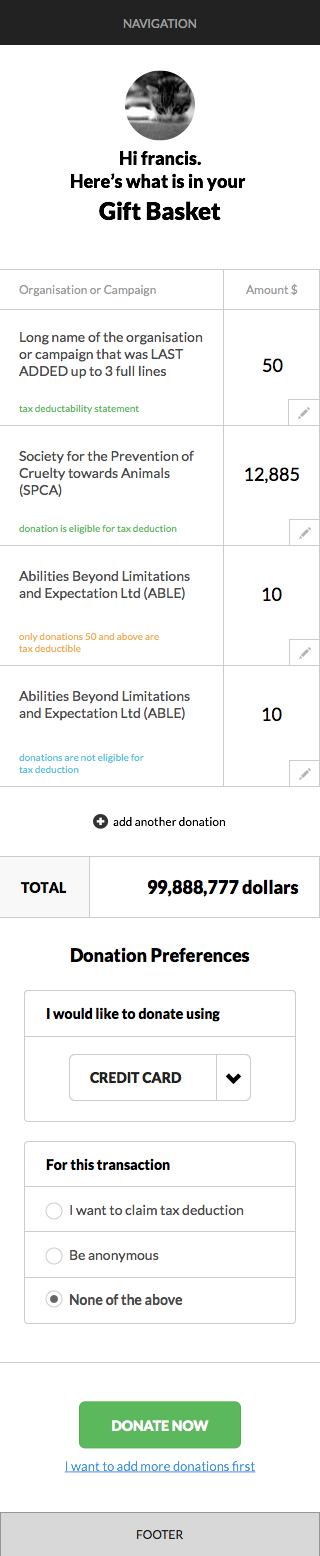 NAVIGATION
Hi francis.
Here's what is in your
Gift Basket
Organisation or Campaign
Amount $
Long name of the organisation
or campaign that was LAST
ADDED up to 3 full lines
50
tax deductability statement
Society for the Prevention of
Cruelty towards Animals
(SPCA)
12,885
donation is eligible for tax deduction
Abilities Beyond Limitations
and Expectation Ltd (ABLE)
10
only donations 50 and above are
tax deductible
Abilities Beyond Limitations
and Expectation Ltd (ABLE)
10
donations are not eligible for
tax deduction
add another donation
TOTAL
99,888,777 dollars
Donation Preferences
I would like to donate using
CREDIT CARD
For this transaction
I want to claim tax deduction
Be anonymous
None of the above
DONATE NOW
I want to add more donations first
FOOTER